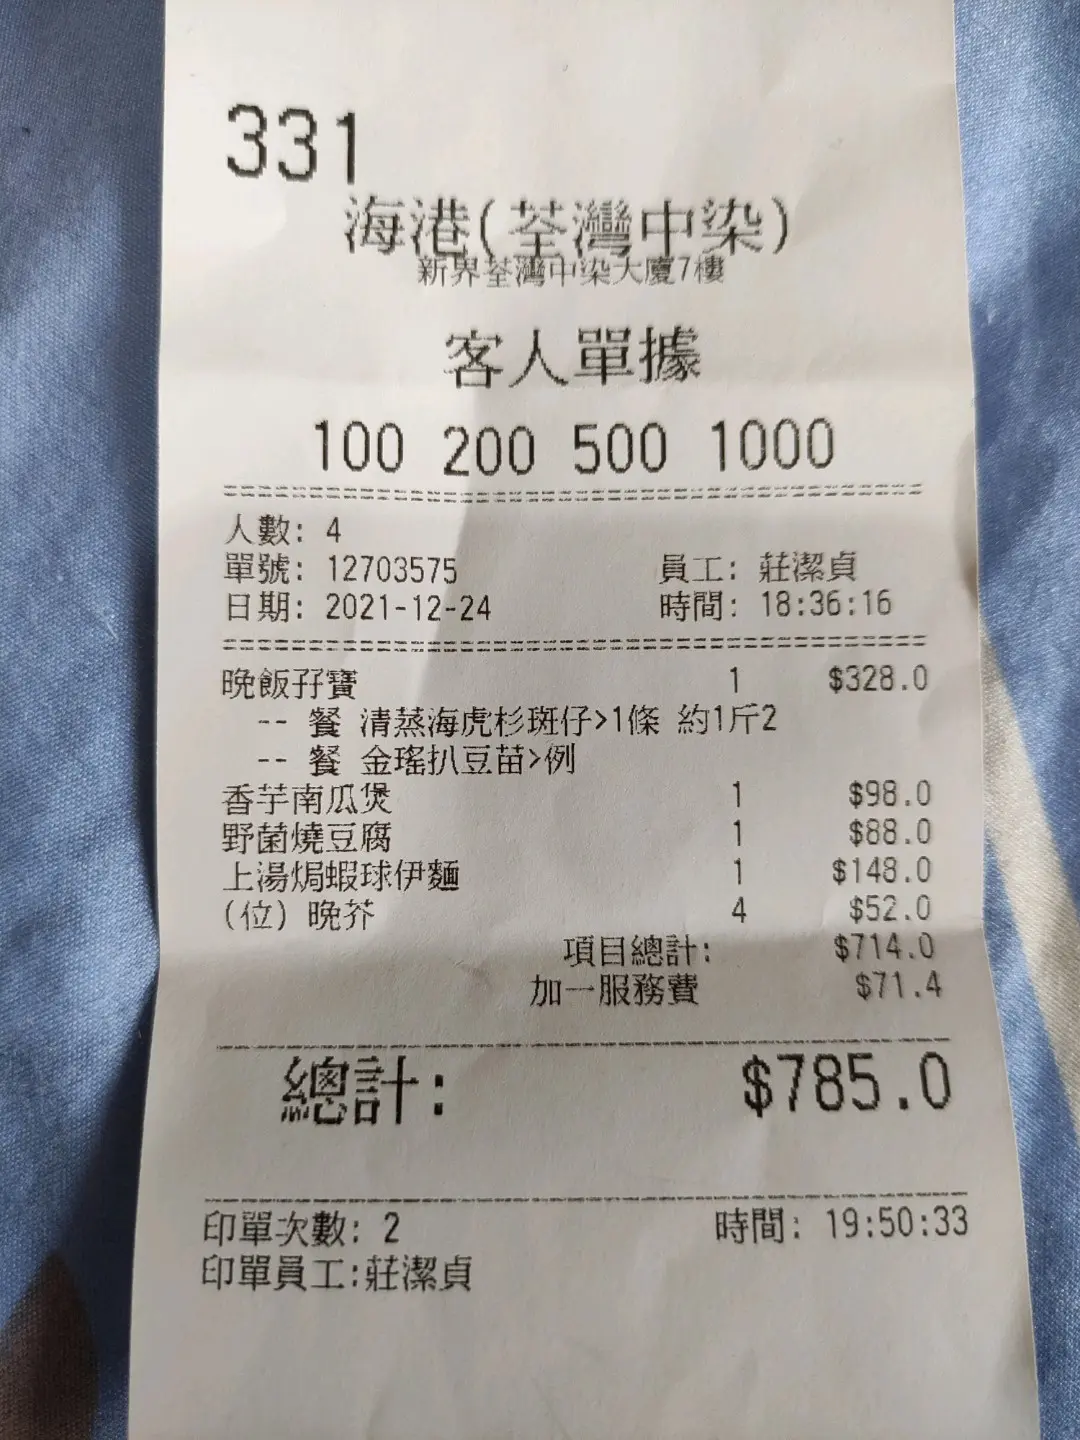 331
海港(荃灣中染)
新界荃灣中染大廈7樓
客人單據
100 200 500 1000
人數: 4
單號: 12703575 員工: 莊潔貞
日期: 2021-12-24 時間: 18:36:16
晚飯孖寶 1 $328.0
-- 餐 清蒸海虎杉斑仔>1條 約1斤2
-- 餐 金瑤扒豆苗>例
香芋南瓜煲 1 $98.0
野菌燒豆腐 1 $88.0
上湯焗蝦球伊麵 1 $148.0
(位) 晚芥 4 $52.0
項目總計: $714.0
加一服務費 $71.4
總計: $785.0
印單次數: 2 時間: 19:50:33
印單員工:莊潔貞